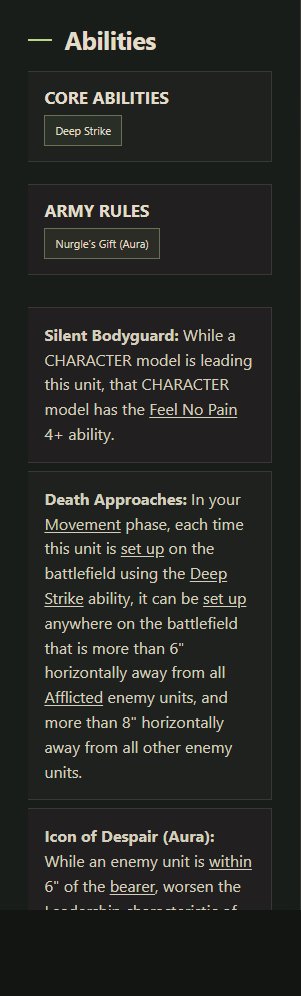 Abilities
CORE ABILITIES
Deep Strike
ARMY RULES
Nurgle's Gift (Aura)
Silent Bodyguard: While a
CHARACTER model is leading
this unit, that CHARACTER
model has the Feel No Pain
4+ ability.
Death Approaches: In your
Movement phase, each time
this unit is set up on the
battlefield using the Deep
Strike ability, it can be set up
anywhere on the battlefield
that is more than 6"
horizontally away from all
Afflicted enemy units, and
more than 8" horizontally
away from all other enemy
units.
Icon of Despair (Aura):
While an enemy unit is within
6" of the bearer, worsen the
Leadership characteristic of